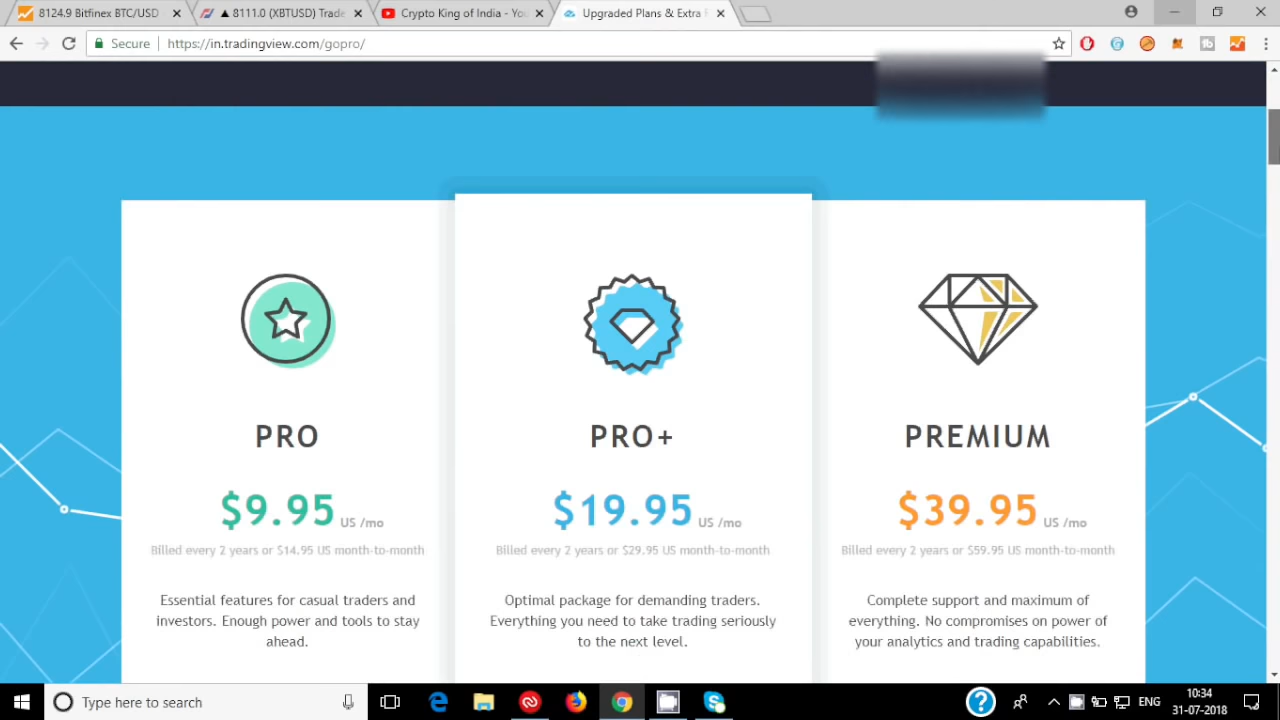 8124.9 Bitfinex BTC/USD
▲ 8111.0 (XBTUSD) Trade
Crypto King of India - You
Upgraded Plans & Extra F
Secure
https://in.tradingview.com/gopro/
PRO
$9.95 US /mo
Billed every 2 years or $14.95 US month-to-month
Essential features for casual traders and
investors. Enough power and tools to stay
ahead.
PRO+
$19.95 US /mo
Billed every 2 years or $29.95 US month-to-month
Optimal package for demanding traders.
Everything you need to take trading seriously
to the next level.
PREMIUM
$39.95 US /mo
Billed every 2 years or $59.95 US month-to-month
Complete support and maximum of
everything. No compromises on power of
your analytics and trading capabilities.
Type here to search
ENG
10:34
31-07-2018